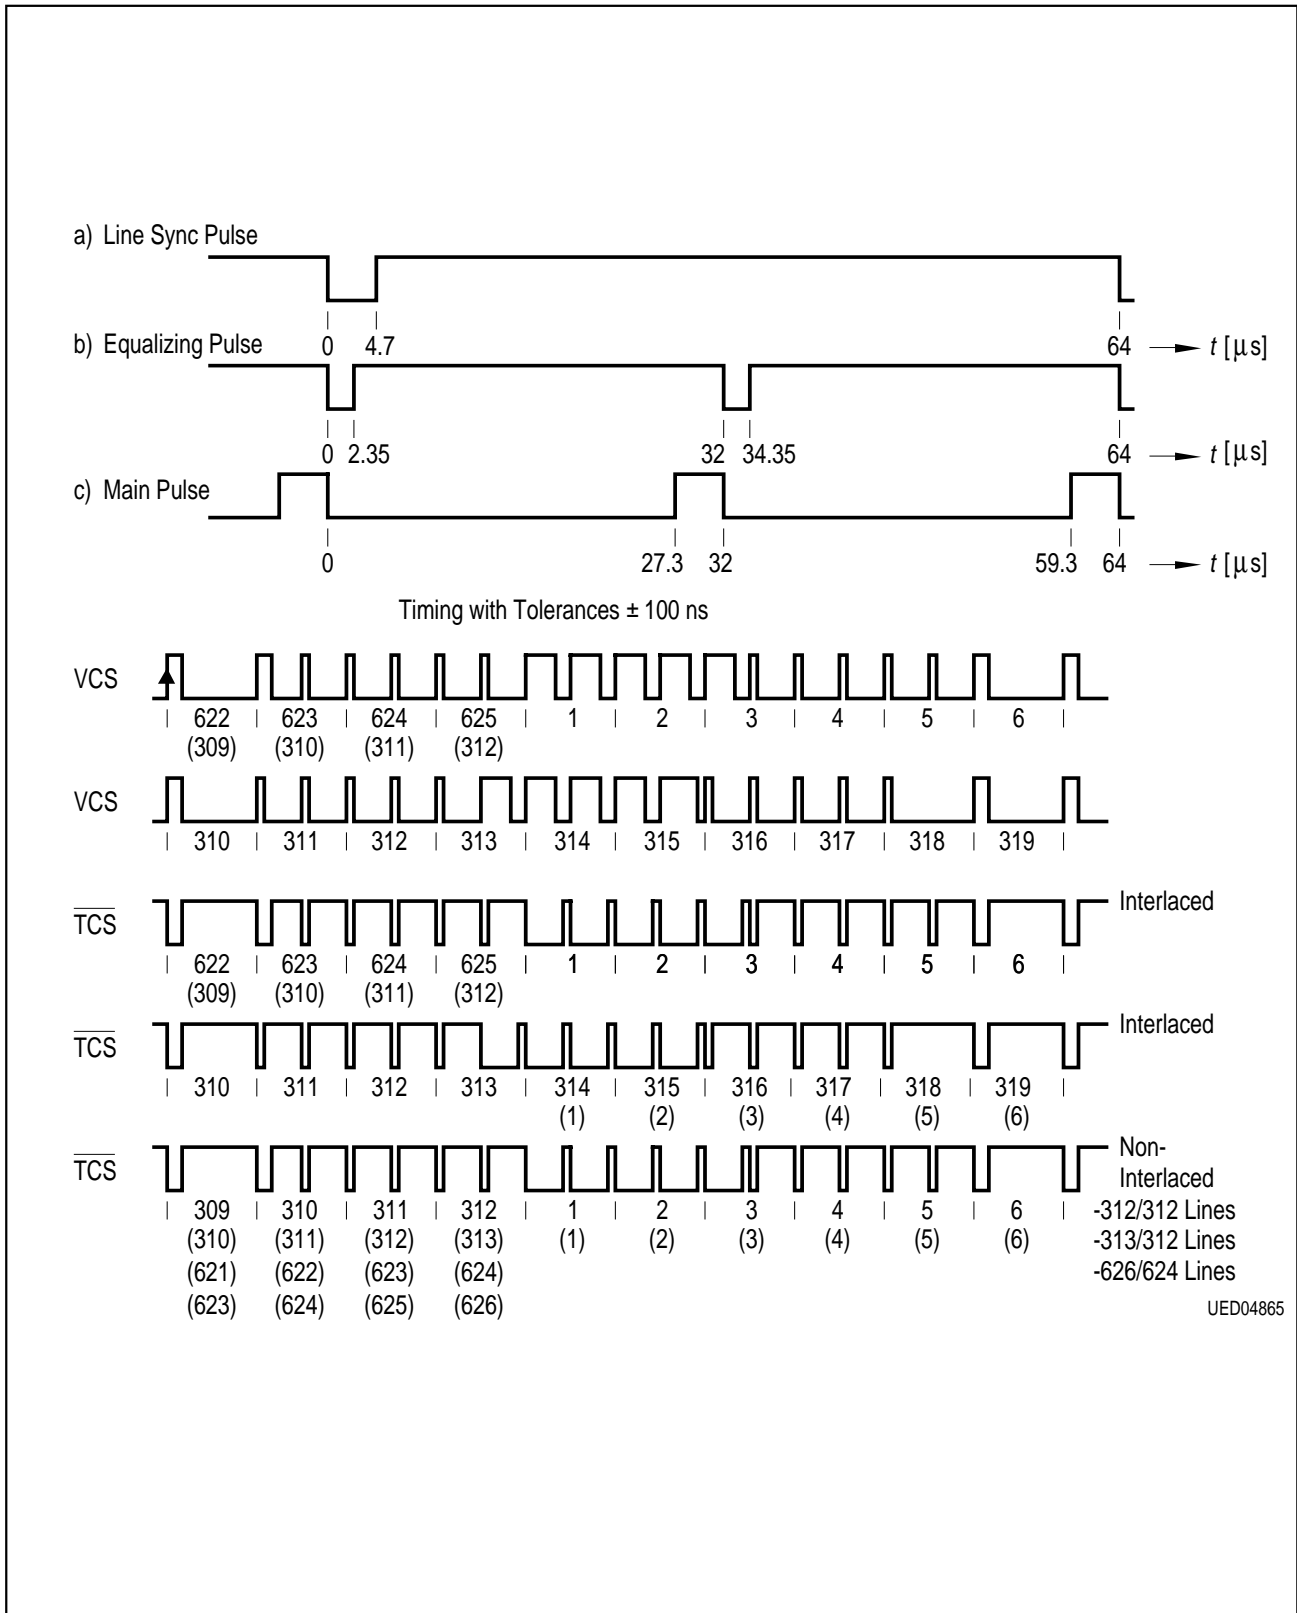 a) Line Sync Pulse
0 4.7 64 t [µs]
b) Equalizing Pulse
0 2.35 32 34.35 64 t [µs]
c) Main Pulse
0 27.3 32 59.3 64 t [µs]
Timing with Tolerances ± 100 ns
VCS
622 623 624 625 1 2 3 4 5 6
(309) (310) (311) (312)
VCS
310 311 312 313 314 315 316 317 318 319
TCS Interlaced
622 623 624 625 1 2 3 4 5 6
(309) (310) (311) (312)
TCS Interlaced
310 311 312 313 314 315 316 317 318 319
(1) (2) (3) (4) (5) (6)
TCS Non-
Interlaced
309 310 311 312 1 2 3 4 5 6 -312/312 Lines
(310) (311) (312) (313) (1) (2) (3) (4) (5) (6) -313/312 Lines
(621) (622) (623) (624) -626/624 Lines
(623) (624) (625) (626)
UED04865